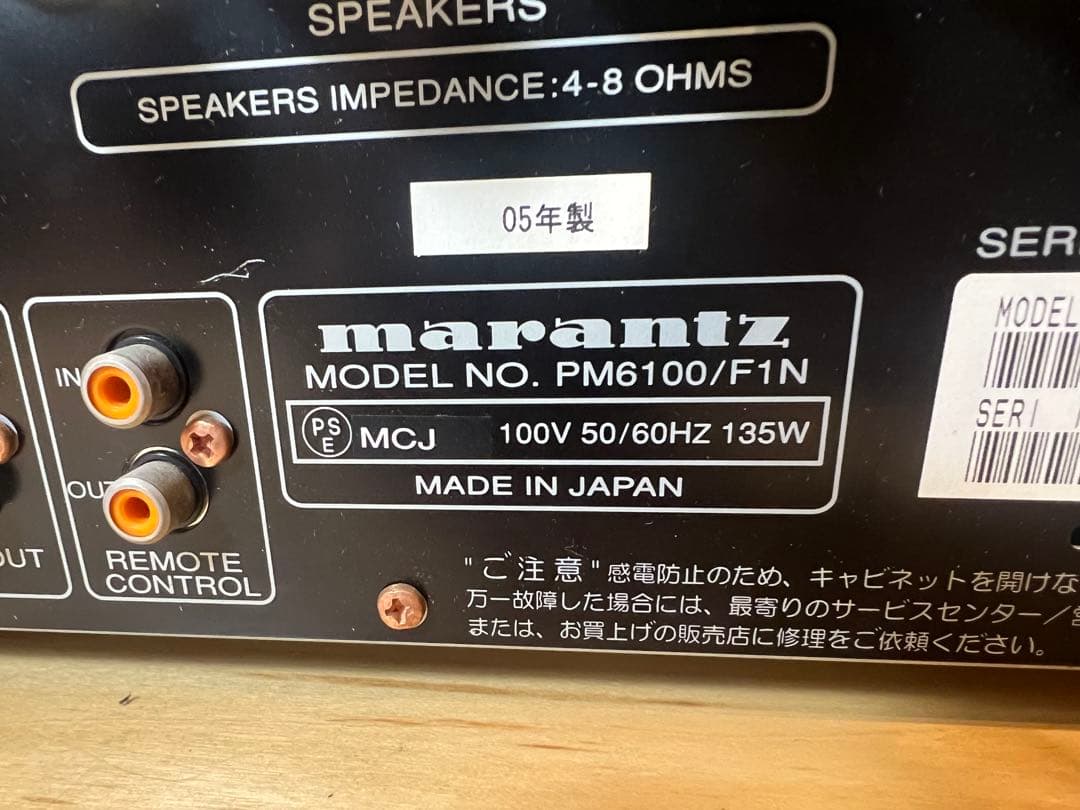 SPEAKERS
SPEAKERS IMPEDANCE:4-8 OHMS
05年製
marantz
MODEL NO. PM6100/F1N
PSE MCJ 100V 50/60HZ 135W
MADE IN JAPAN
IN
OUT
REMOTE
CONTROL
OUT
MODEL
SERI
"ご注意"感電防止のため、キャビネットを開けな
万一故障した場合には、最寄りのサービスセンター/
または、お買上げの販売店に修理をご依頼ください。